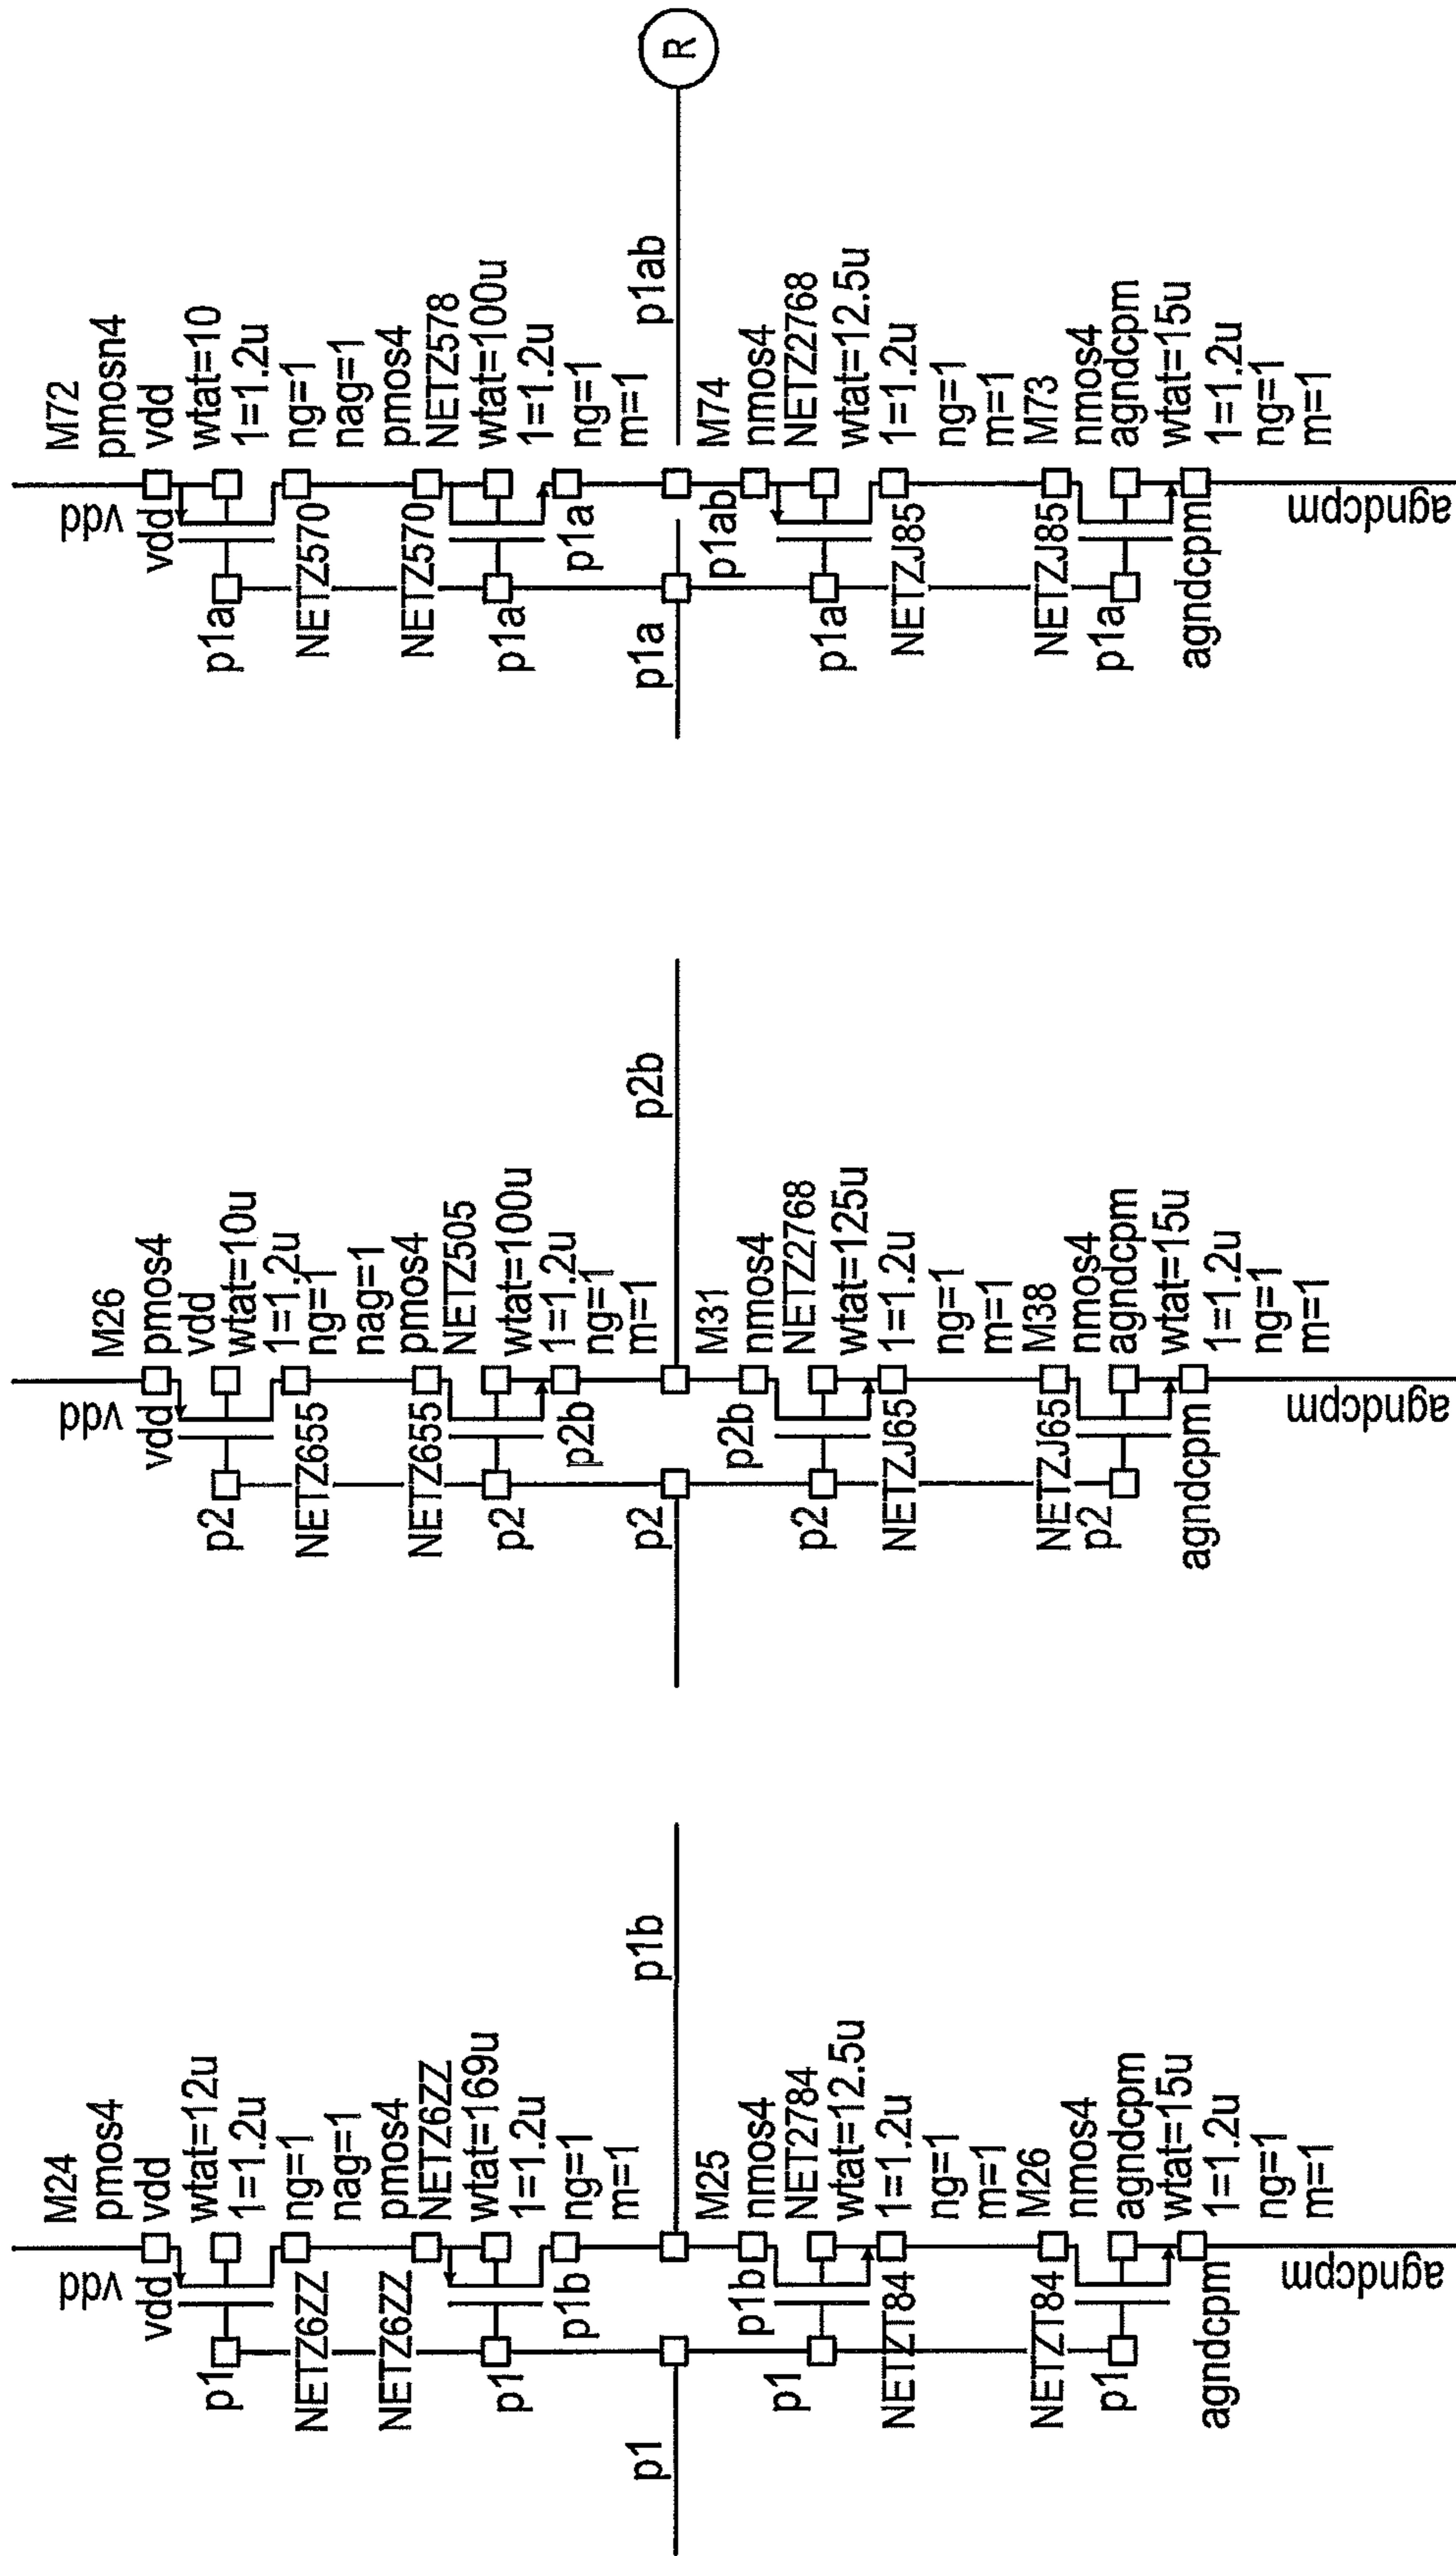 vdd
M24
pmos4
vdd
vdd
wtat=12u
p1
1=1.2u
ng=1
NETZ6ZZ
nag=1
pmos4
NETZ6ZZ
NETZ6ZZ
wtat=169u
p1
1=1.2u
p1b
ng=1
m=1
p1
p1b
M25
nmos4
p1b
NET2784
p1
wtat=12.5u
1=1.2u
NETZT84
ng=1
m=1
M26
NETZT84
nmos4
p1
agndcpm
wtat=15u
1=1.2u
agndcpm
ng=1
m=1
agndcpm
vdd
M26
pmos4
vdd
vdd
wtat=10u
p2
1=1.2u
ng=1
NETZ655
nag=1
pmos4
NETZ655
NETZ505
wtat=100u
p2
1=1.2u
p2b
ng=1
m=1
p2
p2b
M31
nmos4
p2b
NETZ2768
p2
wtat=125u
1=1.2u
NETZJ65
ng=1
m=1
M38
NETZJ65
nmos4
p2
agndcpm
wtat=15u
1=1.2u
agndcpm
ng=1
m=1
agndcpm
vdd
M72
pmosn4
vdd
vdd
wtat=10
p1a
1=1.2u
ng=1
NETZ570
nag=1
pmos4
NETZ570
NETZ578
wtat=100u
p1a
1=1.2u
p1a
ng=1
m=1
p1a
p1ab
R
M74
nmos4
p1ab
NETZ2768
p1a
wtat=12.5u
1=1.2u
NETZJ85
ng=1
m=1
M73
NETZJ85
nmos4
p1a
agndcpm
wtat=15u
1=1.2u
agndcpm
ng=1
m=1
agndcpm